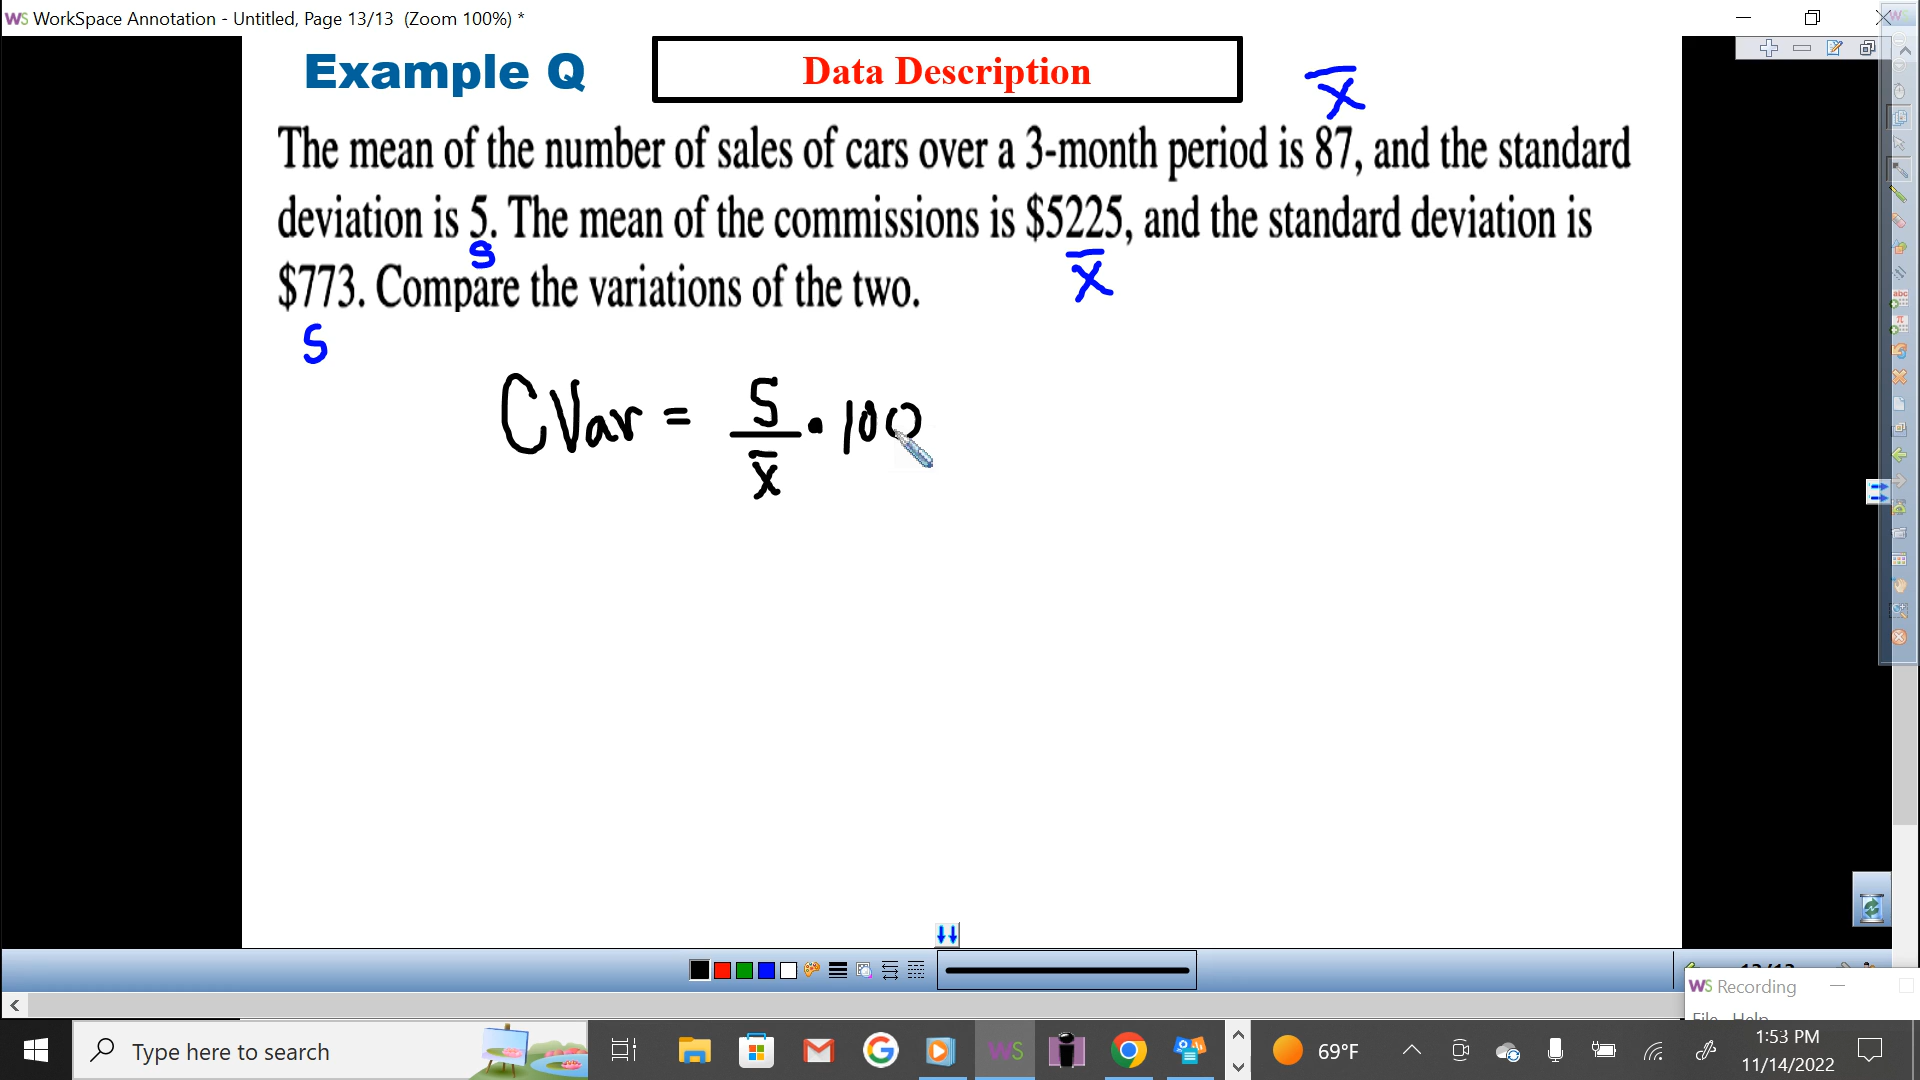 WS WorkSpace Annotation - Untitled, Page 13/13 (Zoom 100%) *
Example Q
Data Description
x̄
The mean of the number of sales of cars over a 3-month period is 87, and the standard
deviation is 5. The mean of the commissions is $5225, and the standard deviation is
s
x̄
$773. Compare the variations of the two.
s
CVar = s/x̄ · 100
WS Recording
Type here to search
WS
69°F
1:53 PM
11/14/2022